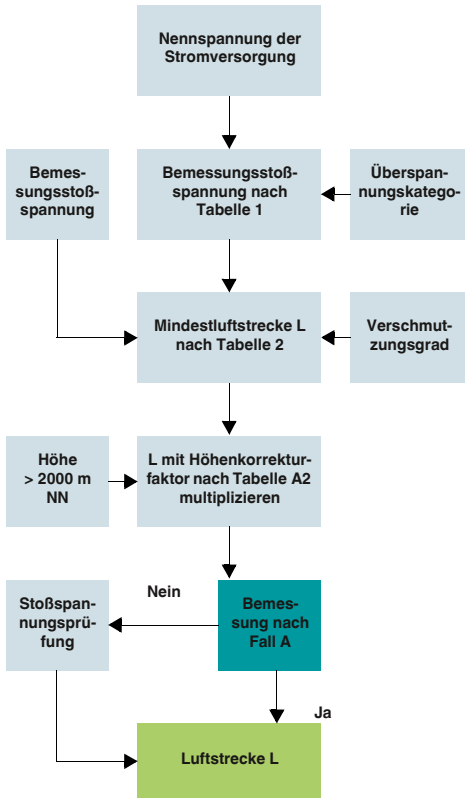 Nennspannung der
Stromversorgung
Bemes-
sungsstoß-
spannung
Bemessungsstoß-
spannung nach
Tabelle 1
Überspan-
nungskatego-
rie
Mindestluftstrecke L
nach Tabelle 2
Verschmut-
zungsgrad
Höhe
> 2000 m
NN
L mit Höhenkorrektur-
faktor nach Tabelle A2
multiplizieren
Stoßspan-
nungsprü-
fung
Nein
Bemes-
sung nach
Fall A
Ja
Luftstrecke L